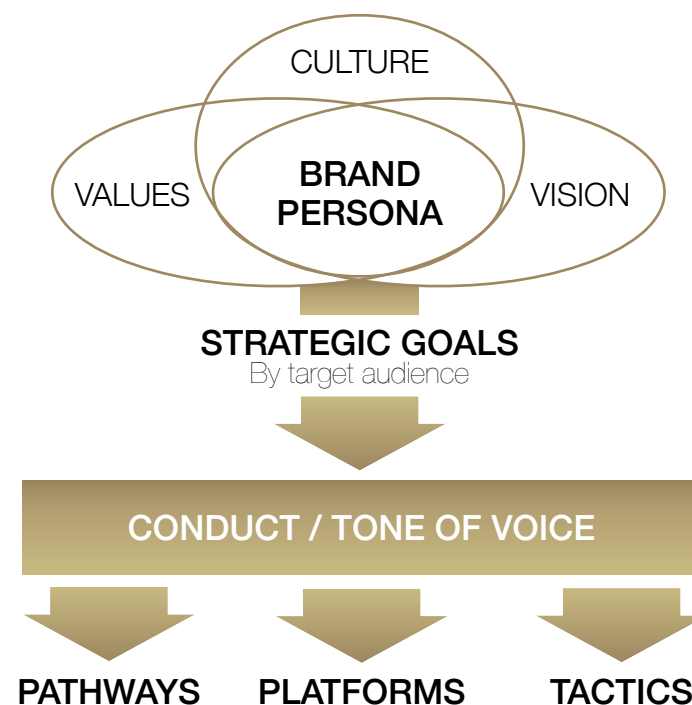 CULTURE
VALUES
BRAND
PERSONA
VISION
STRATEGIC GOALS
By target audience
CONDUCT / TONE OF VOICE
PATHWAYS
PLATFORMS
TACTICS